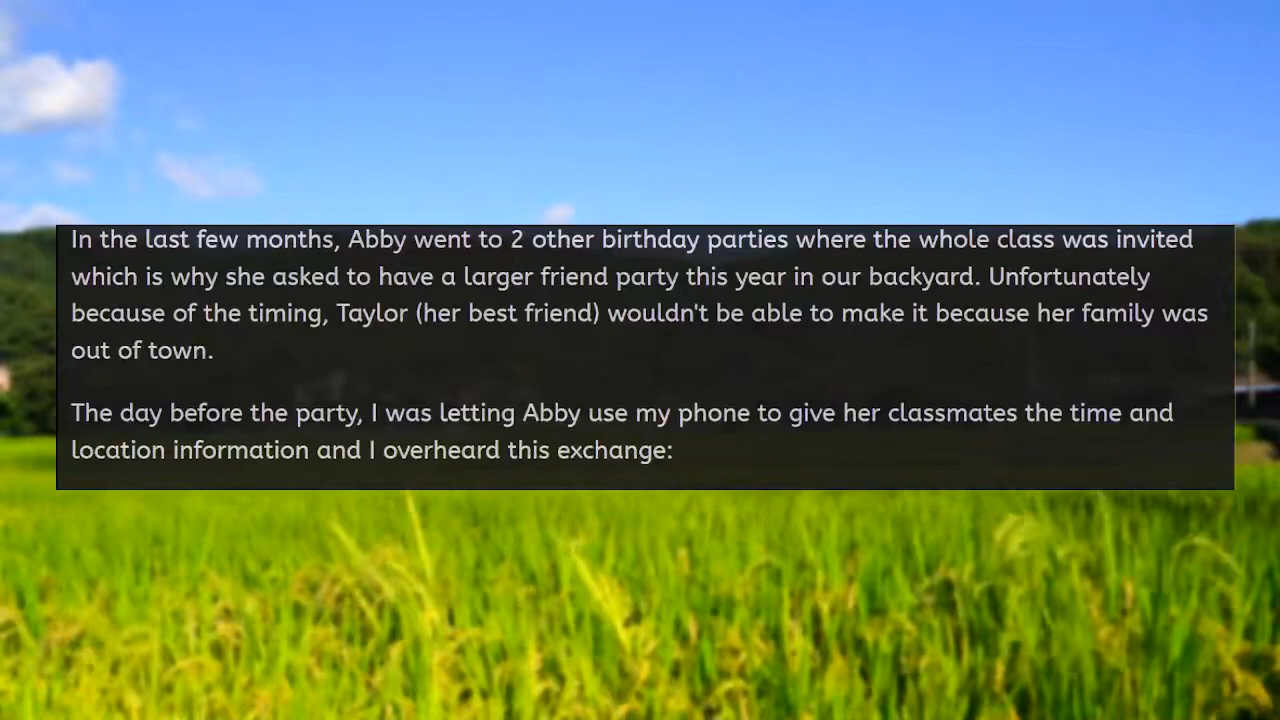 In the last few months, Abby went to 2 other birthday parties where the whole class was invited
which is why she asked to have a larger friend party this year in our backyard. Unfortunately
because of the timing, Taylor (her best friend) wouldn't be able to make it because her family was
out of town.
The day before the party, I was letting Abby use my phone to give her classmates the time and
location information and I overheard this exchange: